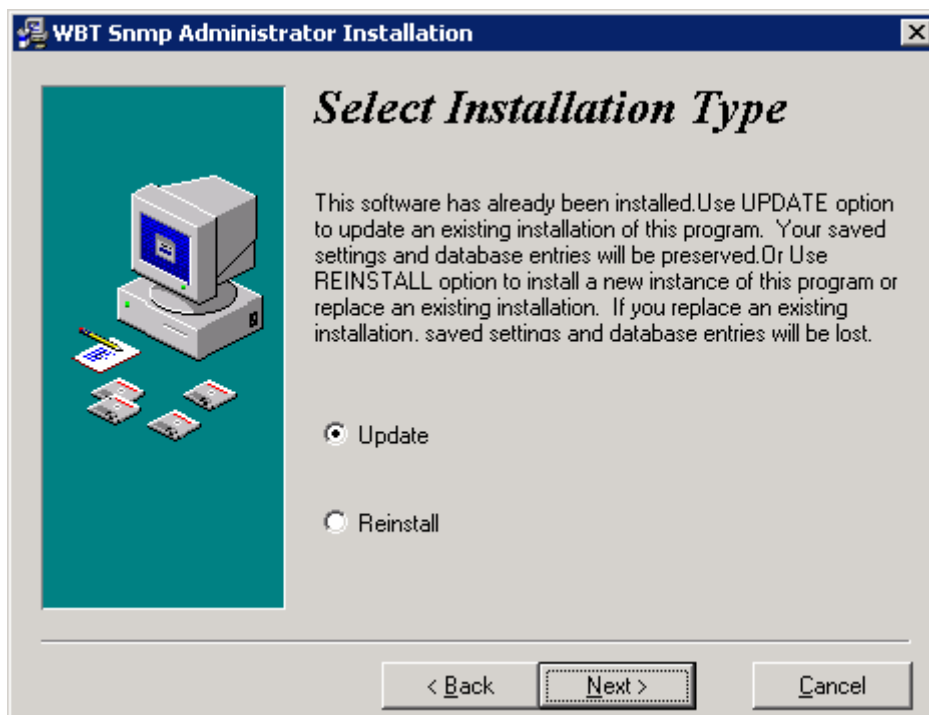 WBT Snmp Administrator Installation
Select Installation Type
This software has already been installed.Use UPDATE option
to update an existing installation of this program.  Your saved
settings and database entries will be preserved.Or Use
REINSTALL option to install a new instance of this program or
replace an existing installation.  If you replace an existing
installation, saved settings and database entries will be lost.
Update
Reinstall
< Back
Next >
Cancel